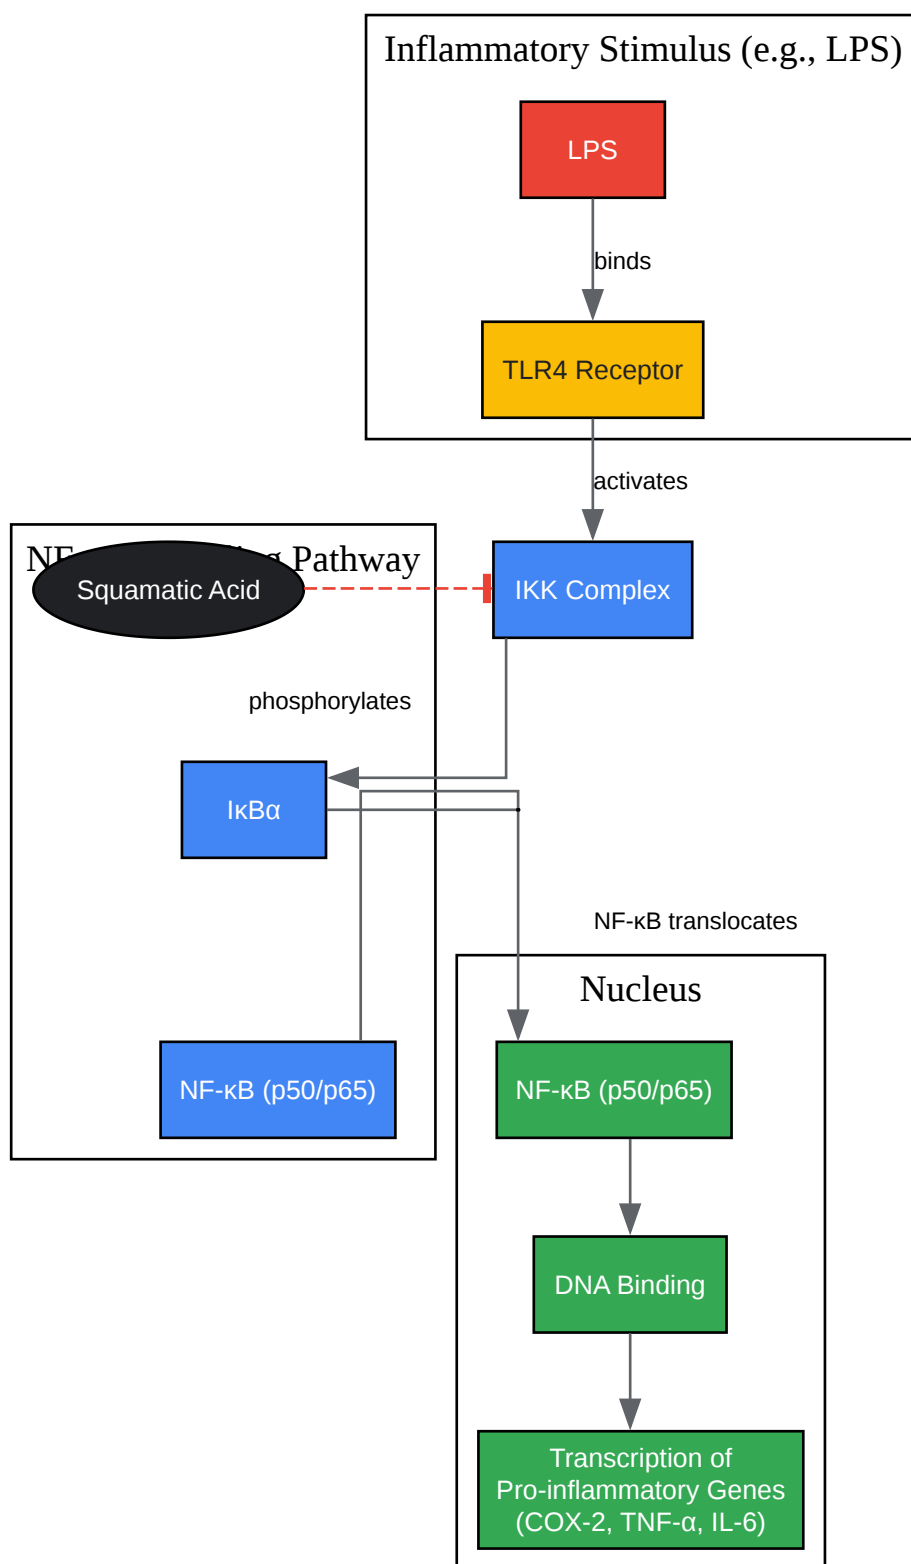 Inflammatory Stimulus (e.g., LPS)
LPS
binds
TLR4 Receptor
activates
Pathway
Squamatic Acid
IKK Complex
phosphorylates
IκBα
NF-κB translocates
Nucleus
NF-κB (p50/p65)
NF-κB (p50/p65)
DNA Binding
Transcription of
Pro-inflammatory Genes
(COX-2, TNF-α, IL-6)